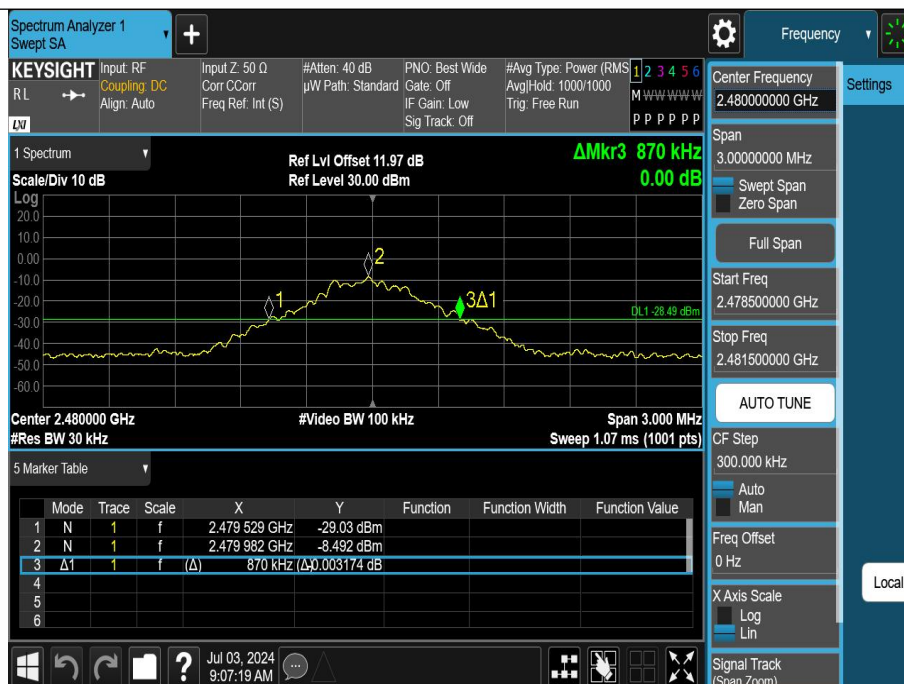 Spectrum Analyzer 1
Swept SA
+
Frequency
KEYSIGHT
RL
LXI
Input: RF
Coupling: DC
Align: Auto
Input Z: 50 Ω
Corr CCorr
Freq Ref: Int (S)
#Atten: 40 dB
µW Path: Standard
PNO: Best Wide
Gate: Off
IF Gain: Low
Sig Track: Off
#Avg Type: Power (RMS
Avg|Hold: 1000/1000
Trig: Free Run
1 2 3 4 5 6
M W W W W W
P P P P P P
1 Spectrum
Scale/Div 10 dB
Ref Lvl Offset 11.97 dB
Ref Level 30.00 dBm
ΔMkr3 870 kHz
0.00 dB
Log
20.0
10.0
0.00
-10.0
-20.0
-30.0
-40.0
-50.0
-60.0
2
1
3Δ1
DL1 -28.49 dBm
Center 2.480000 GHz
#Video BW 100 kHz
Span 3.000 MHz
#Res BW 30 kHz
Sweep 1.07 ms (1001 pts)
5 Marker Table
Mode Trace Scale X Y Function Function Width Function Value
1 N 1 f 2.479 529 GHz -29.03 dBm
2 N 1 f 2.479 982 GHz -8.492 dBm
3 Δ1 1 f (Δ) 870 kHz (Δ) -0.003174 dB
4
5
6
?
Jul 03, 2024
9:07:19 AM
Center Frequency
2.480000000 GHz
Span
3.00000000 MHz
Swept Span
Zero Span
Full Span
Start Freq
2.478500000 GHz
Stop Freq
2.481500000 GHz
AUTO TUNE
CF Step
300.000 kHz
Auto
Man
Freq Offset
0 Hz
X Axis Scale
Log
Lin
Signal Track
(Span Zoom)
Settings
Local